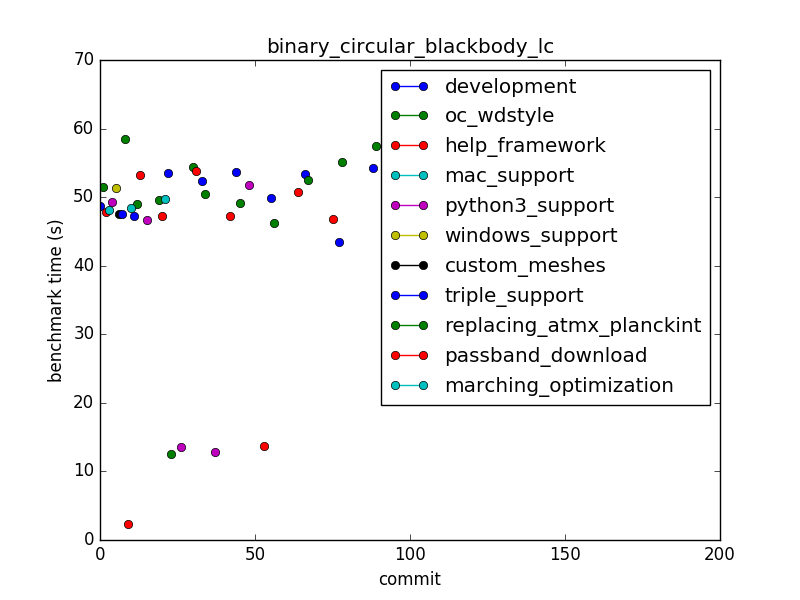 binary_circular_blackbody_lc
70
60
50
40
30
20
10
0
benchmark time (s)
development
oc_wdstyle
help_framework
mac_support
python3_support
windows_support
custom_meshes
triple_support
replacing_atmx_planckint
passband_download
marching_optimization
0 50 100 150 200
commit